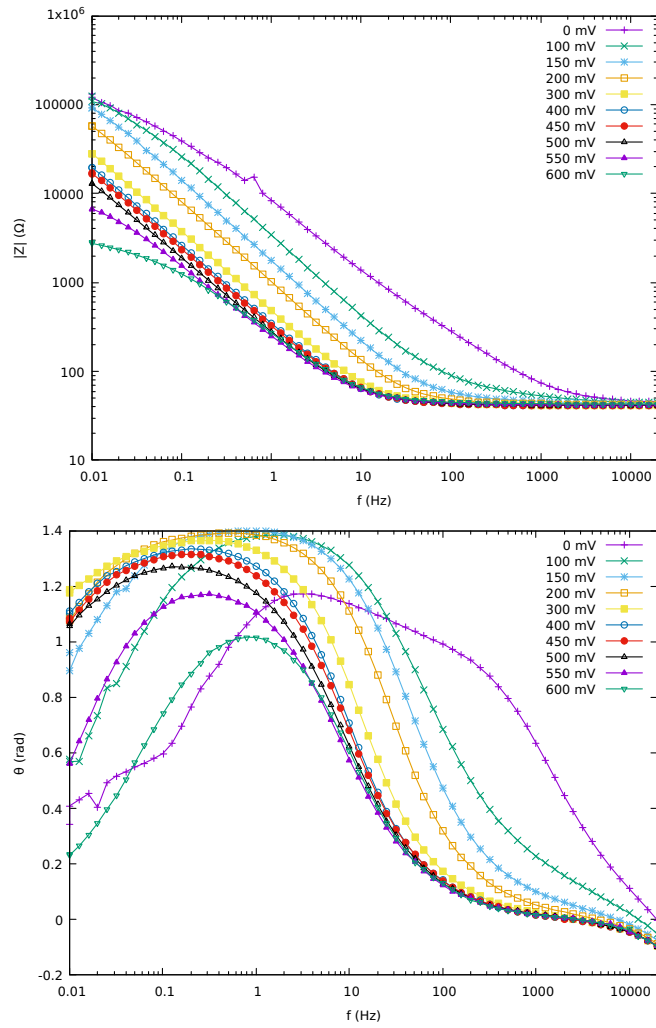 1x10⁶
100000
10000
1000
100
10
|Z| (Ω)
0.01 0.1 1 10 100 1000 10000
f (Hz)
0 mV
100 mV
150 mV
200 mV
300 mV
400 mV
450 mV
500 mV
550 mV
600 mV
1.4
1.2
1
0.8
0.6
0.4
0.2
0
-0.2
θ (rad)
0.01 0.1 1 10 100 1000 10000
f (Hz)
0 mV
100 mV
150 mV
200 mV
300 mV
400 mV
450 mV
500 mV
550 mV
600 mV